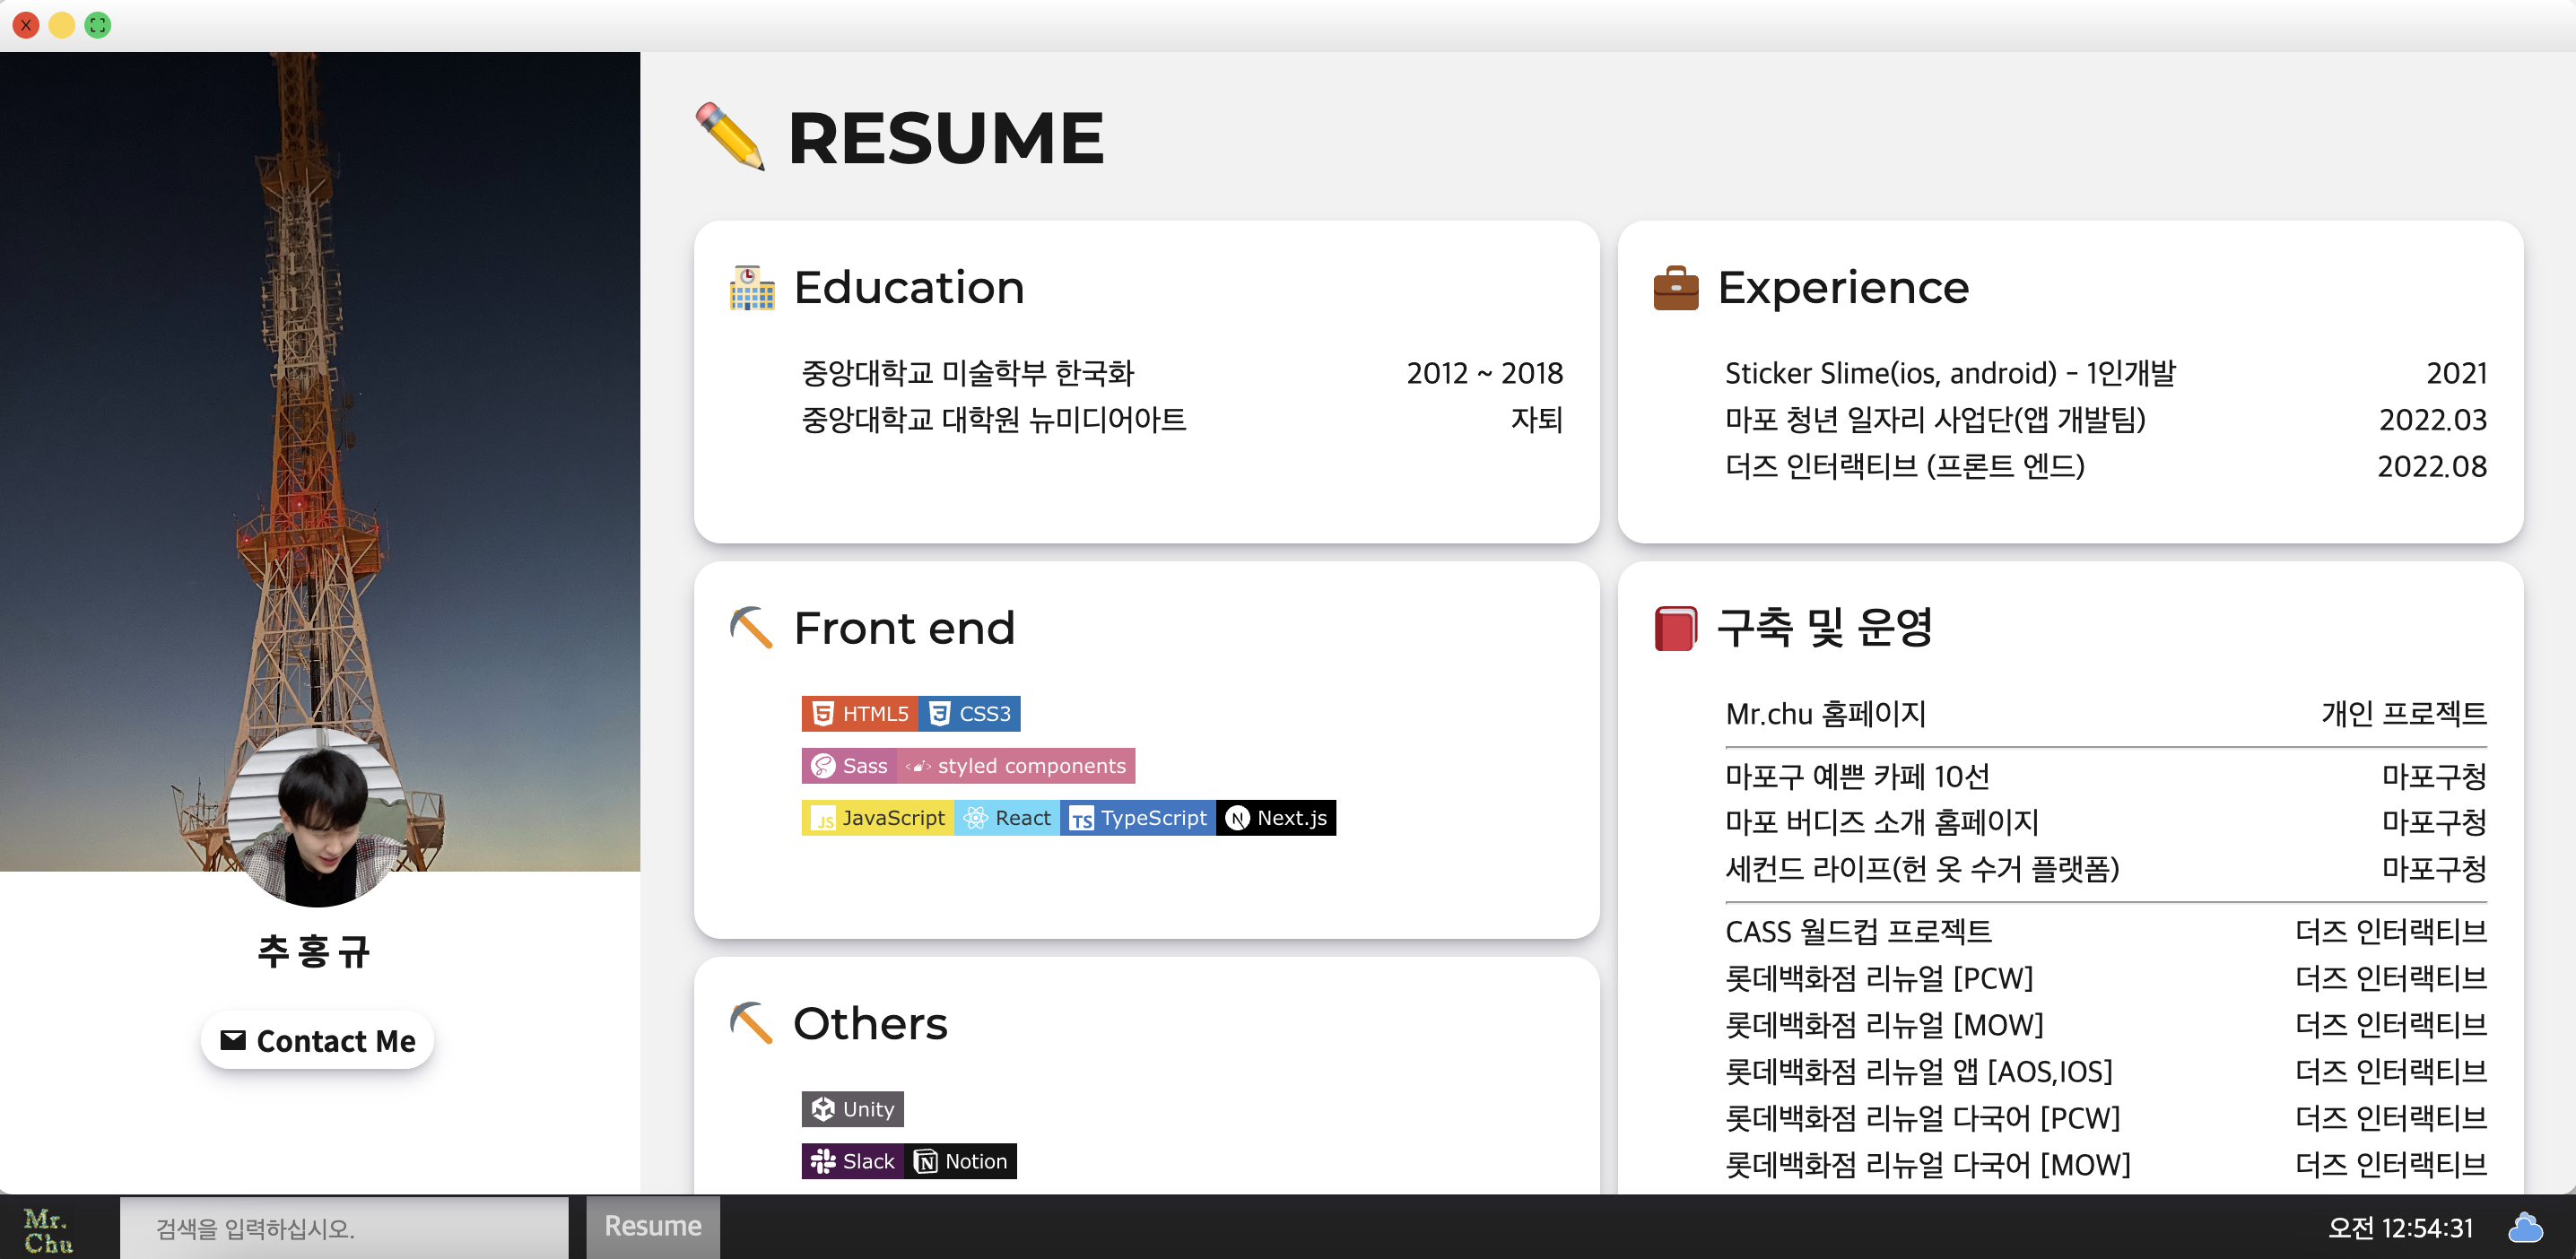 RESUME
Education
중앙대학교 미술학부 한국화 2012 ~ 2018
중앙대학교 대학원 뉴미디어아트 자퇴
Experience
Sticker Slime(ios, android) - 1인개발 2021
마포 청년 일자리 사업단(앱 개발팀) 2022.03
더즈 인터랙티브 (프론트 엔드) 2022.08
Front end
HTML5 CSS3
Sass styled components
JS JavaScript React TS TypeScript N Next.js
구축 및 운영
Mr.chu 홈페이지 개인 프로젝트
마포구 예쁜 카페 10선 마포구청
마포 버디즈 소개 홈페이지 마포구청
세컨드 라이프(헌 옷 수거 플랫폼) 마포구청
CASS 월드컵 프로젝트 더즈 인터랙티브
롯데백화점 리뉴얼 [PCW] 더즈 인터랙티브
롯데백화점 리뉴얼 [MOW] 더즈 인터랙티브
롯데백화점 리뉴얼 앱 [AOS,IOS] 더즈 인터랙티브
롯데백화점 리뉴얼 다국어 [PCW] 더즈 인터랙티브
롯데백화점 리뉴얼 다국어 [MOW] 더즈 인터랙티브
Others
Unity
Slack Notion
추홍규
Contact Me
Mr.
Chu
검색을 입력하십시오.
Resume
오전 12:54:31